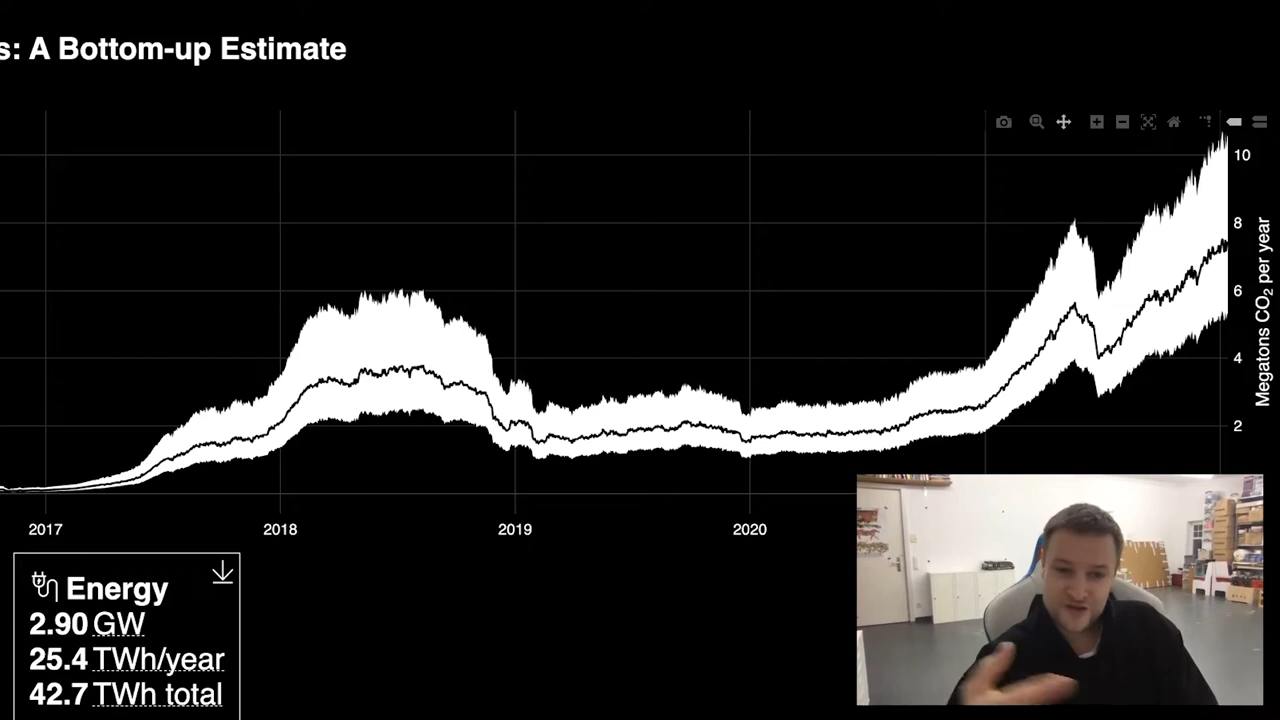 s: A Bottom-up Estimate
10
8
6
4
2
Megatons CO₂ per year
2017
2018
2019
2020
Energy
2.90 GW
25.4 TWh/year
42.7 TWh total